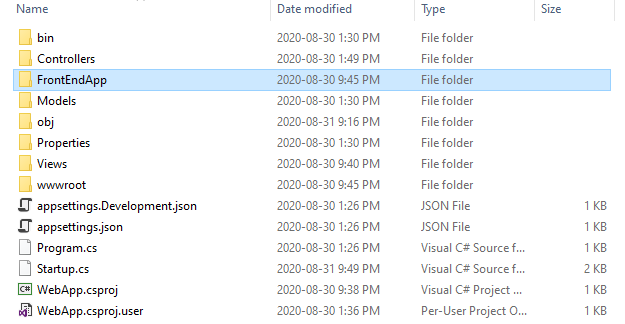 Name Date modified Type Size
bin 2020-08-30 1:30 PM File folder
Controllers 2020-08-30 1:49 PM File folder
FrontEndApp 2020-08-30 9:45 PM File folder
Models 2020-08-30 1:30 PM File folder
obj 2020-08-31 9:16 PM File folder
Properties 2020-08-30 1:30 PM File folder
Views 2020-08-30 9:40 PM File folder
wwwroot 2020-08-30 9:45 PM File folder
appsettings.Development.json 2020-08-30 1:26 PM JSON File 1 KB
appsettings.json 2020-08-30 1:26 PM JSON File 1 KB
Program.cs 2020-08-30 1:26 PM Visual C# Source f... 1 KB
Startup.cs 2020-08-31 9:49 PM Visual C# Source f... 2 KB
C# WebApp.csproj 2020-08-30 9:38 PM Visual C# Project ... 1 KB
WebApp.csproj.user 2020-08-30 1:36 PM Per-User Project O... 1 KB